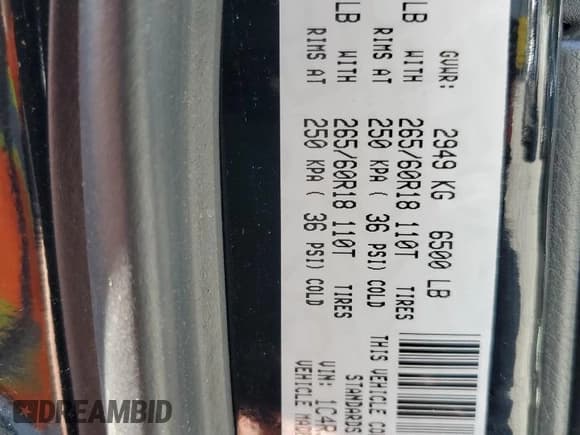 GVWR: 2949 KG 6500 LB
LB WITH 265/60R18 110T TIRES
RIMS AT 250 KPA ( 36 PSI) COLD
LB WITH 265/60R18 110T TIRES
RIMS AT 250 KPA ( 36 PSI) COLD
THIS VEHICLE CO
STANDARDS
VIN: 1C4R
VEHICLE MAR
DREAMBID